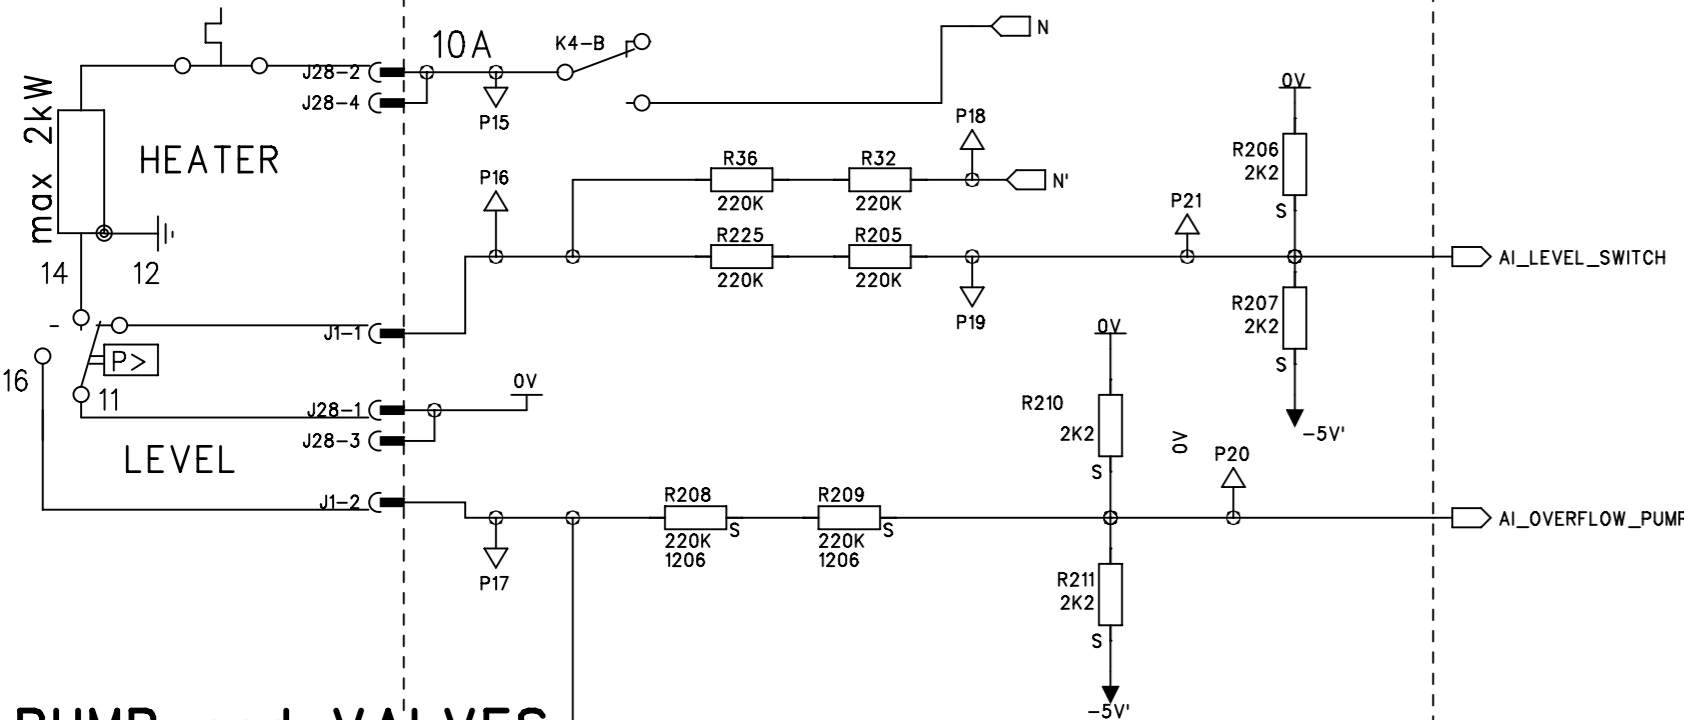 10A
K4-B
N
J28-2
J28-4
P15
max 2kW
HEATER
0V
P18
R206
2K2
S
P16
R36
220K
R32
220K
N'
P21
R225
220K
R205
220K
AI_LEVEL_SWITCH
14
12
P19
R207
2K2
S
-
J1-1
0V
P>
16
11
0V
J28-1
J28-3
R210
2K2
S
0V
-5V'
LEVEL
P20
J1-2
R208
S
220K
1206
R209
S
220K
1206
AI_OVERFLOW_PUMP
P17
R211
2K2
S
-5V'
PUMP and VALVES